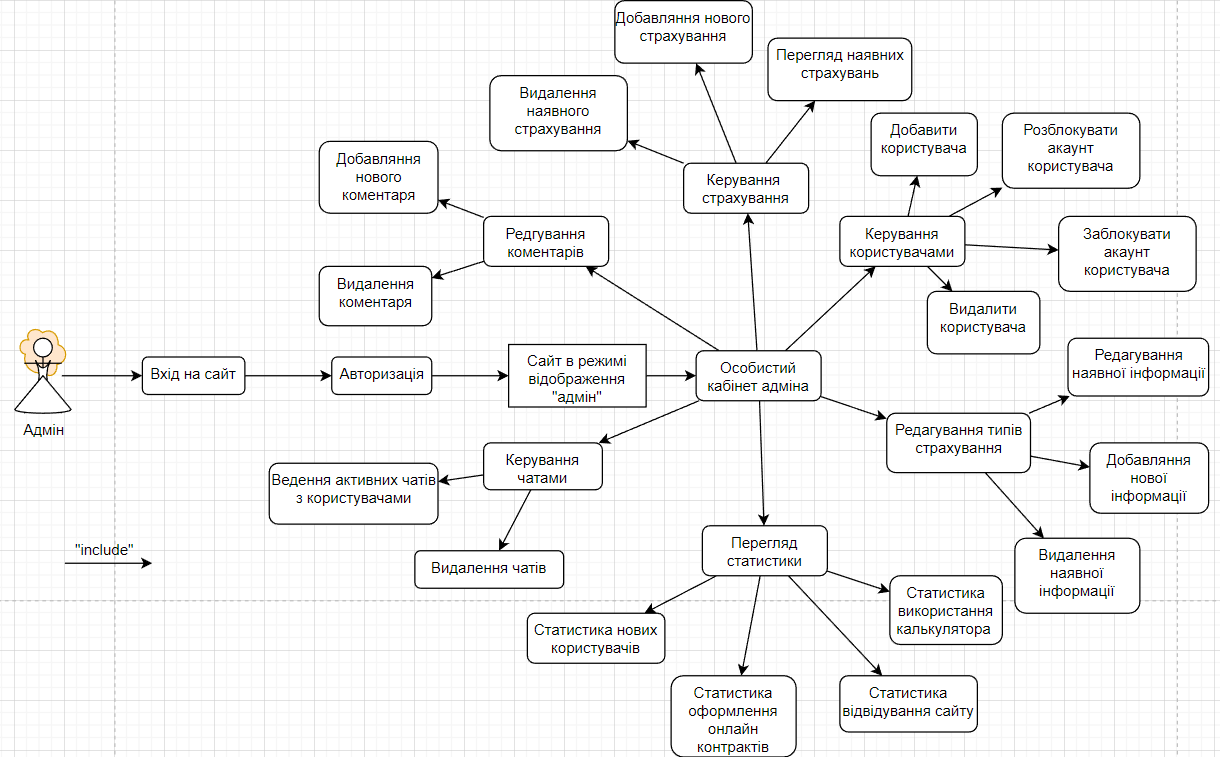 Добавляння нового
страхування
Перегляд наявних
страхувань
Видалення
наявного
страхування
Добавити
користувача
Розблокувати
акаунт
користувача
Добавляння
нового
коментаря
Керування
страхування
Редгування
коментарів
Керування
користувачами
Заблокувати
акаунт
користувача
Видалення
коментаря
Видалити
користувача
Адмін
Вхід на сайт
Авторизація
Сайт в режимі
відображення
"адмін"
Особистий
кабінет адміна
Редагування
наявної інформації
Редагування типів
страхування
Добавляння
нової
інформації
Видалення
наявної
інформації
Керування
чатами
Ведення активних чатів
з користувачами
Видалення чатів
"include"
Перегляд
статистики
Статистика
використання
калькулятора
Статистика нових
користувачів
Статистика
оформлення
онлайн
контрактів
Статистика
відвідування сайту